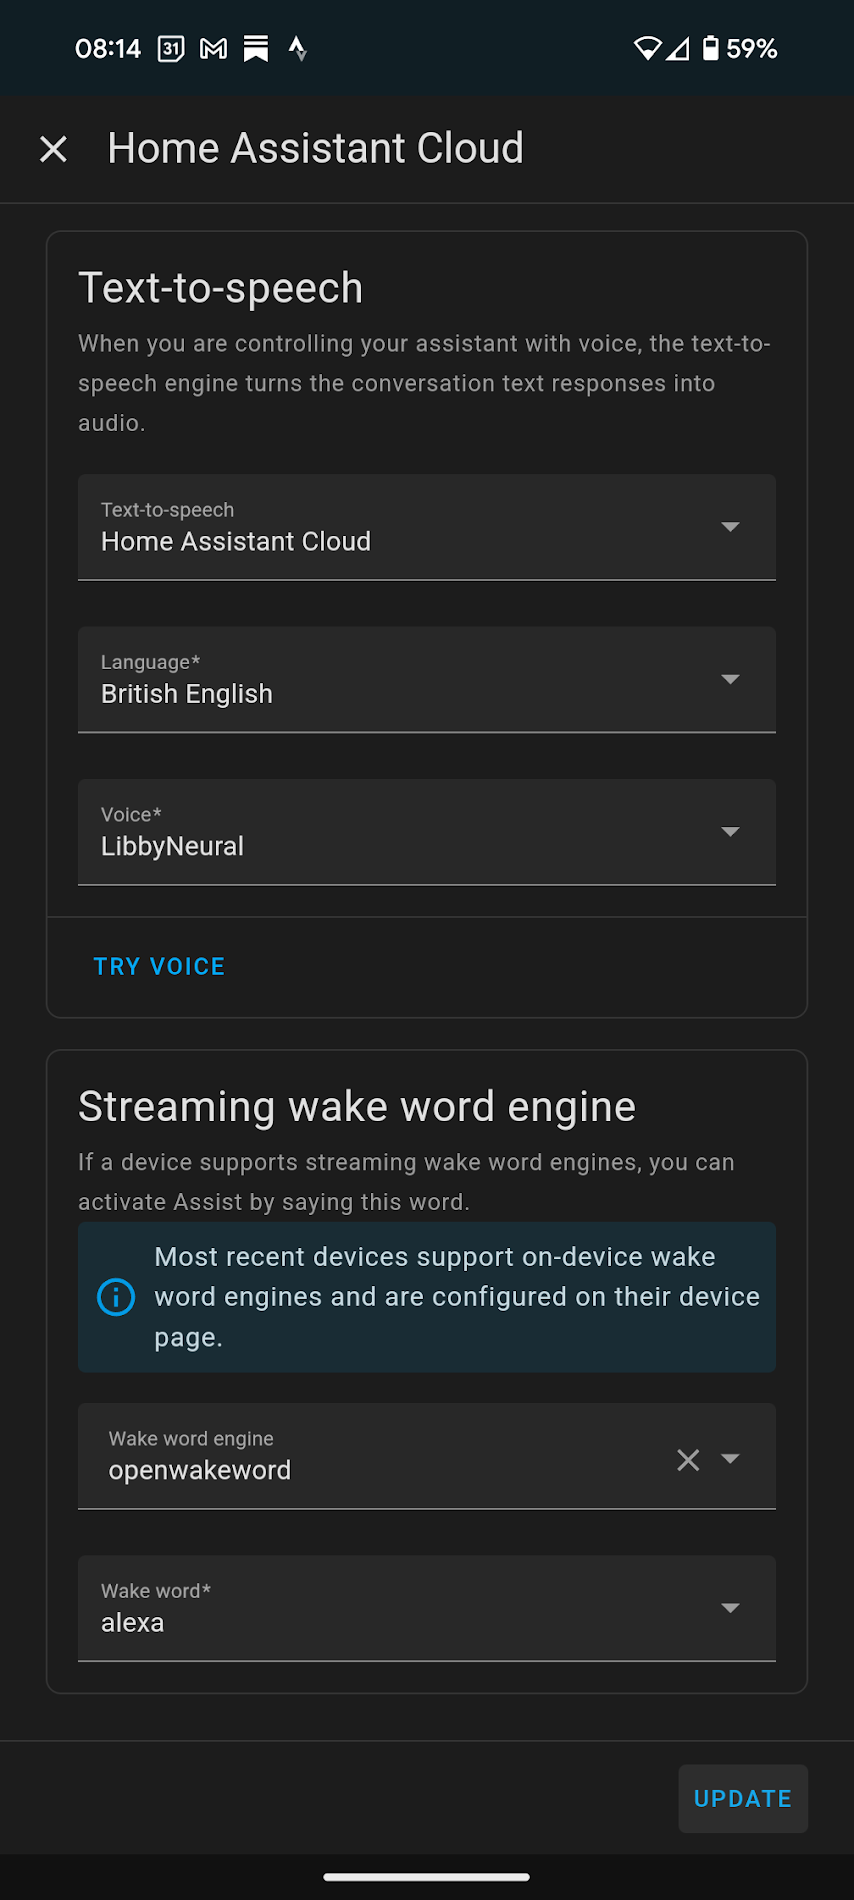 08:14 31 59%
Home Assistant Cloud
Text-to-speech
When you are controlling your assistant with voice, the text-to-
speech engine turns the conversation text responses into
audio.
Text-to-speech
Home Assistant Cloud
Language*
British English
Voice*
LibbyNeural
TRY VOICE
Streaming wake word engine
If a device supports streaming wake word engines, you can
activate Assist by saying this word.
Most recent devices support on-device wake
word engines and are configured on their device
page.
Wake word engine
openwakeword
Wake word*
alexa
UPDATE